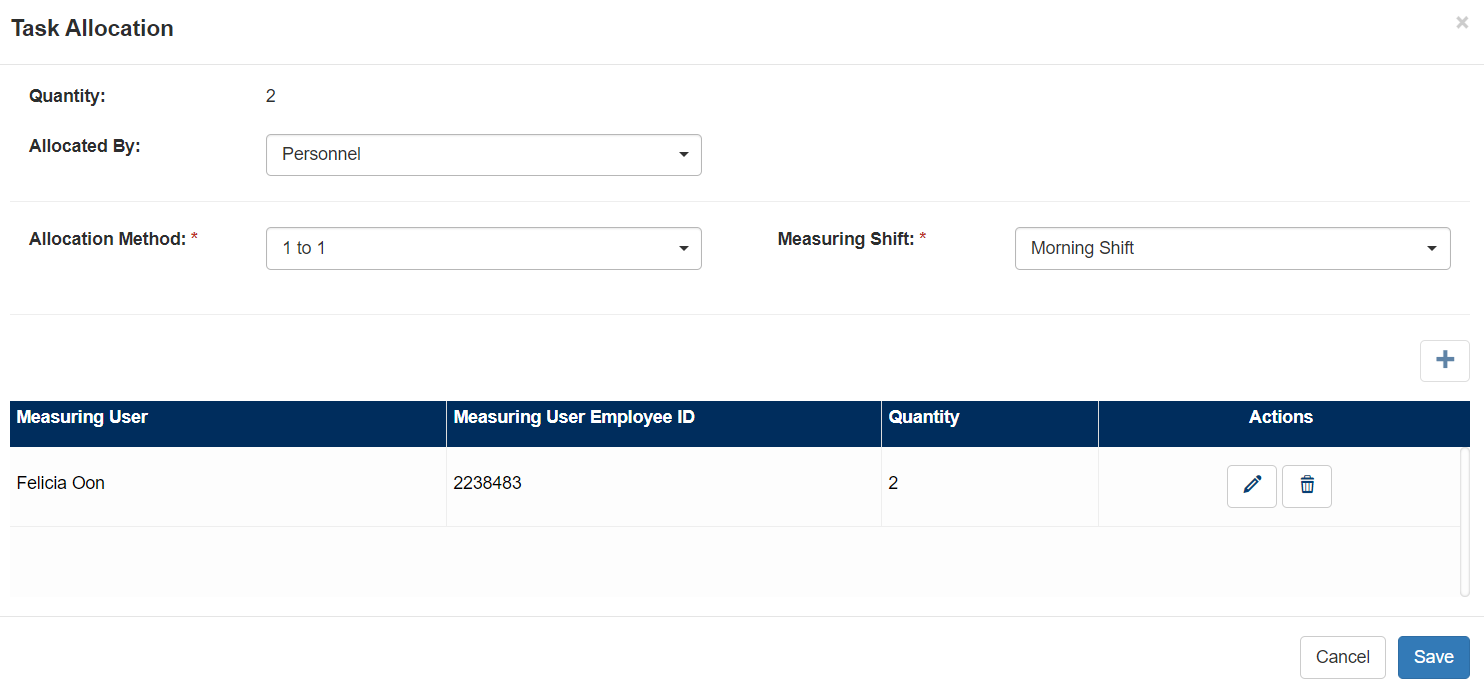 Task Allocation
×
Quantity: 2
Allocated By: Personnel
Allocation Method: * 1 to 1 Measuring Shift: * Morning Shift
Measuring User Measuring User Employee ID Quantity Actions
Felicia Oon 2238483 2
Cancel Save